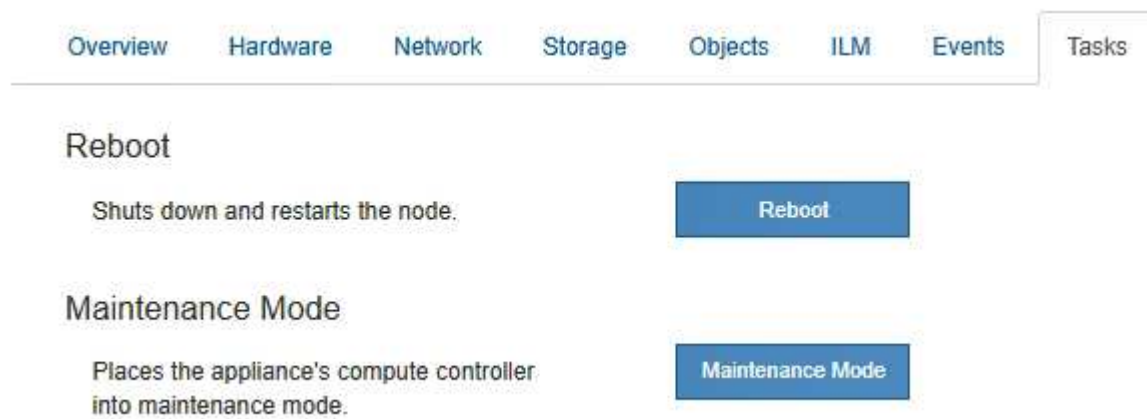 Overview Hardware Network Storage Objects ILM Events Tasks
Reboot
Shuts down and restarts the node. Reboot
Maintenance Mode
Places the appliance's compute controller Maintenance Mode
into maintenance mode.